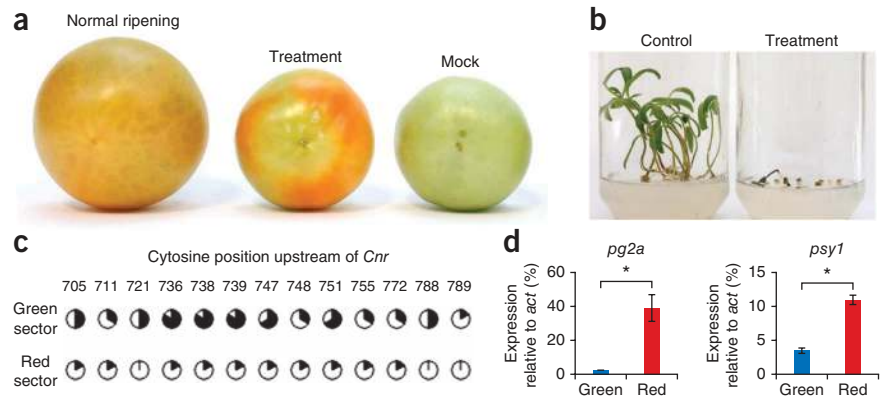 a
Normal ripening
Treatment
Mock
b
Control
Treatment
c
Cytosine position upstream of Cnr
705 711 721 736 738 739 747 748 751 755 772 788 789
Green
sector
Red
sector
d
pg2a
Expression
relative to act (%)
60
40
20
0
*
Green
Red
psy1
Expression
relative to act (%)
15
10
5
0
*
Green
Red